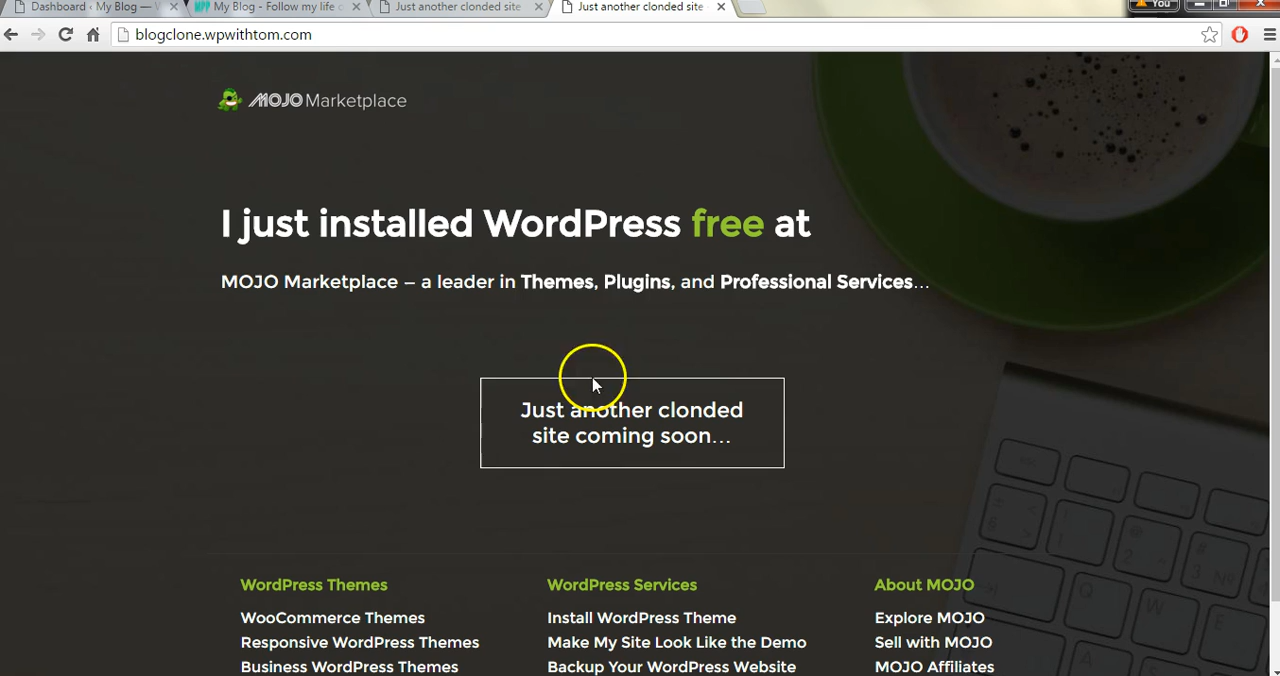 Dashboard ‹ My Blog —
My Blog - Follow my life
Just another clonded site
Just another clonded site
You
blogclone.wpwithtom.com
MOJO Marketplace
I just installed WordPress free at
MOJO Marketplace – a leader in Themes, Plugins, and Professional Services...
Just another clonded
site coming soon...
WordPress Themes
WooCommerce Themes
Responsive WordPress Themes
Business WordPress Themes
WordPress Services
Install WordPress Theme
Make My Site Look Like the Demo
Backup Your WordPress Website
About MOJO
Explore MOJO
Sell with MOJO
MOJO Affiliates